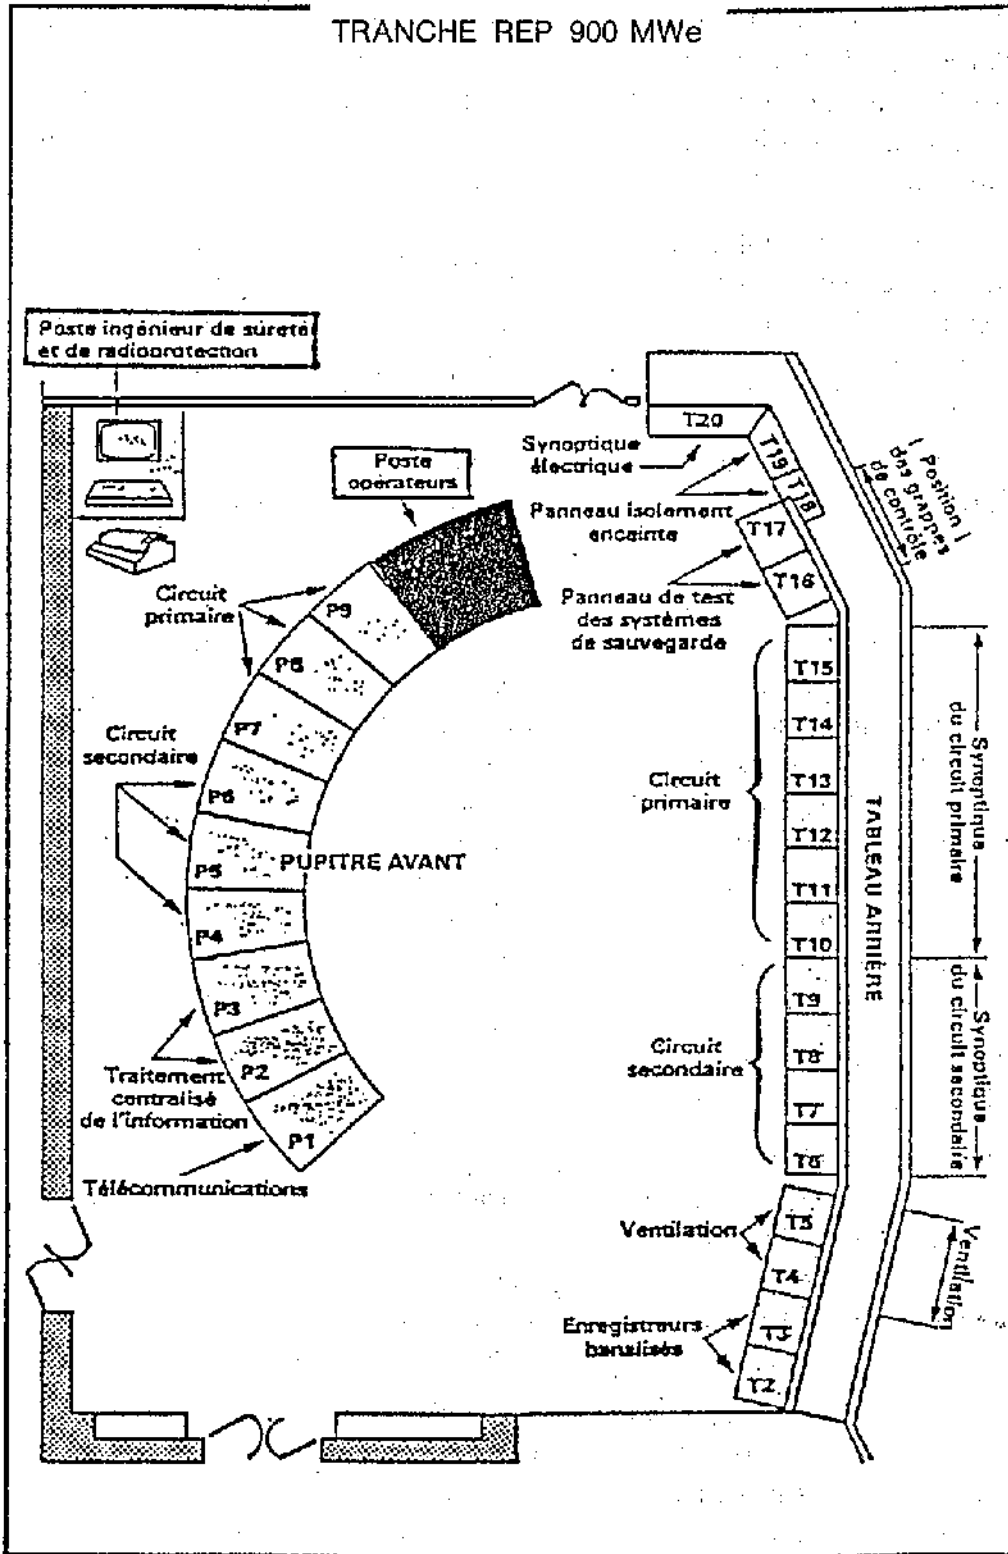 TRANCHE REP 900 MWe
Poste ingénieur de sûreté
et de radioprotection
Poste
opérateurs
T20
Synoptique
électrique
T19
T18
Panneau isolement
enceinte
T17
T16
Panneau de test
des systèmes
de sauvegarde
Position
des grappes
de contrôle
Circuit
primaire
P9
P8
P7
Circuit
secondaire
P6
P5
P4
PUPITRE AVANT
P3
P2
Traitement
centralisé
de l'information
P1
Télécommunications
Circuit
primaire
T15
T14
T13
T12
T11
T10
Circuit
secondaire
T9
T8
T7
T6
TABLEAU ARRIÈRE
Synoptique
du circuit primaire
Synoptique
du circuit secondaire
Ventilation
T5
T4
Ventilation
Enregistreurs
banalisés
T3
T2